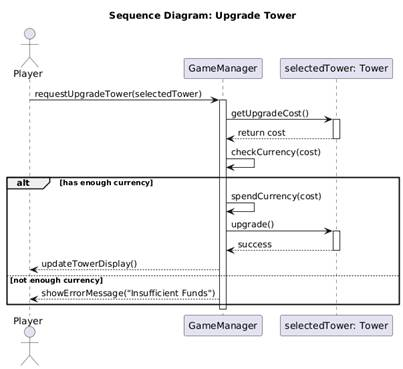 Sequence Diagram: Upgrade Tower
Player
GameManager
selectedTower: Tower
requestUpgradeTower(selectedTower)
getUpgradeCost()
return cost
checkCurrency(cost)
alt
[has enough currency]
spendCurrency(cost)
upgrade()
success
updateTowerDisplay()
[not enough currency]
showErrorMessage("Insufficient Funds")
Player
GameManager
selectedTower: Tower